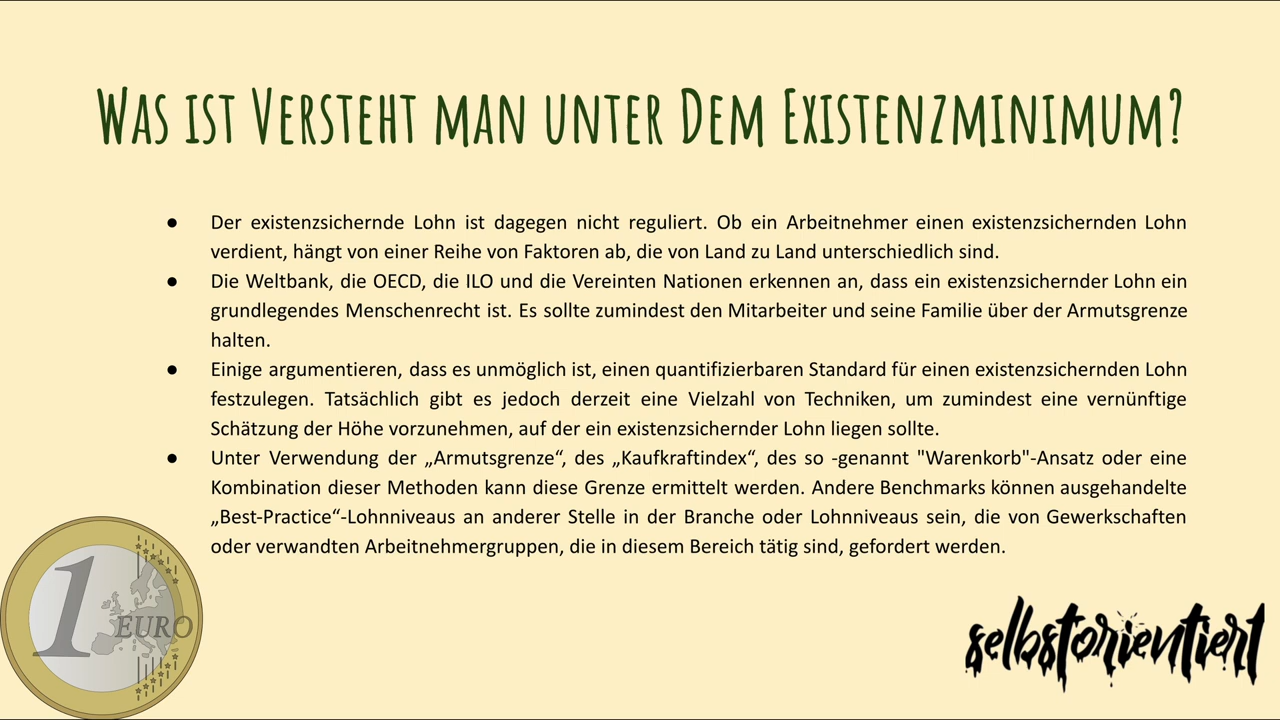 Was ist Versteht man unter Dem Existenzminimum?
● Der existenzsichernde Lohn ist dagegen nicht reguliert. Ob ein Arbeitnehmer einen existenzsichernden Lohn
verdient, hängt von einer Reihe von Faktoren ab, die von Land zu Land unterschiedlich sind.
● Die Weltbank, die OECD, die ILO und die Vereinten Nationen erkennen an, dass ein existenzsichernder Lohn ein
grundlegendes Menschenrecht ist. Es sollte zumindest den Mitarbeiter und seine Familie über der Armutsgrenze
halten.
● Einige argumentieren, dass es unmöglich ist, einen quantifizierbaren Standard für einen existenzsichernden Lohn
festzulegen. Tatsächlich gibt es jedoch derzeit eine Vielzahl von Techniken, um zumindest eine vernünftige
Schätzung der Höhe vorzunehmen, auf der ein existenzsichernder Lohn liegen sollte.
● Unter Verwendung der „Armutsgrenze“, des „Kaufkraftindex“, des so -genannt "Warenkorb"-Ansatz oder eine
Kombination dieser Methoden kann diese Grenze ermittelt werden. Andere Benchmarks können ausgehandelte
„Best-Practice“-Lohnniveaus an anderer Stelle in der Branche oder Lohnniveaus sein, die von Gewerkschaften
oder verwandten Arbeitnehmergruppen, die in diesem Bereich tätig sind, gefordert werden.
1 EURO
selbstorientiert